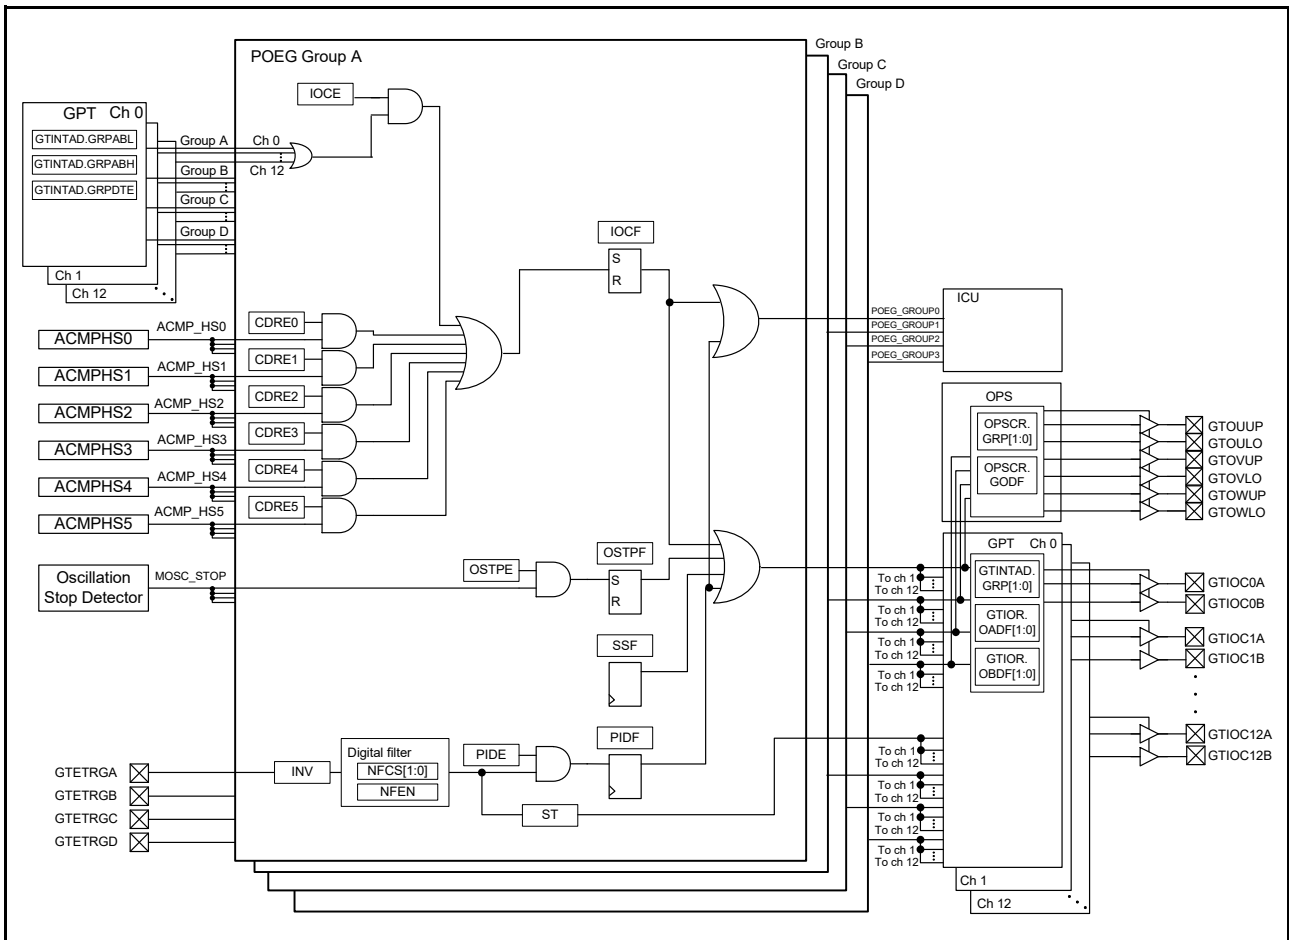 POEG Group A
Group B
Group C
Group D
IOCE
GPT Ch 0
GTINTAD.GRPABL
GTINTAD.GRPABH
GTINTAD.GRPDTE
Group A
Group B
Group C
Group D
Ch 0
Ch 12
Ch 1
Ch 12
ACMPHS0
ACMPHS1
ACMPHS2
ACMPHS3
ACMPHS4
ACMPHS5
ACMP_HS0
ACMP_HS1
ACMP_HS2
ACMP_HS3
ACMP_HS4
ACMP_HS5
CDRE0
CDRE1
CDRE2
CDRE3
CDRE4
CDRE5
IOCF
S
R
Oscillation
Stop Detector
MOSC_STOP
OSTPE
OSTPF
S
R
SSF
PIDE
PIDF
Digital filter
NFCS[1:0]
NFEN
INV
ST
GTETRGA
GTETRGB
GTETRGC
GTETRGD
POEG_GROUP0
POEG_GROUP1
POEG_GROUP2
POEG_GROUP3
ICU
OPS
OPSCR.
GRP[1:0]
OPSCR.
GODF
GTOUUP
GTOULO
GTOVUP
GTOVLO
GTOWUP
GTOWLO
GPT Ch 0
GTINTAD.
GRP[1:0]
GTIOR.
OADF[1:0]
GTIOR.
OBDF[1:0]
To ch 1
To ch 12
To ch 1
To ch 12
To ch 1
To ch 12
To ch 1
To ch 12
To ch 1
To ch 12
To ch 1
To ch 12
To ch 1
To ch 12
To ch 1
To ch 12
Ch 1
Ch 12
GTIOC0A
GTIOC0B
GTIOC1A
GTIOC1B
GTIOC12A
GTIOC12B